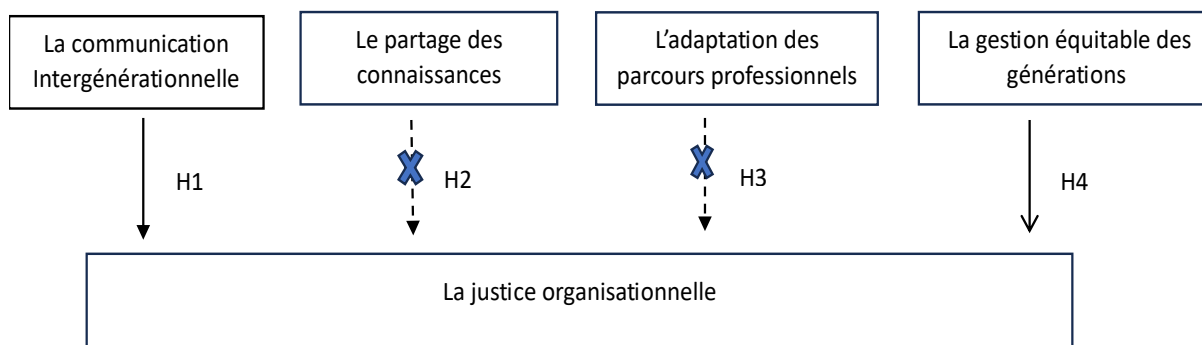 La communication
Intergénérationnelle
Le partage des
connaissances
L'adaptation des
parcours professionnels
La gestion équitable des
générations
H1
H2
H3
H4
La justice organisationnelle